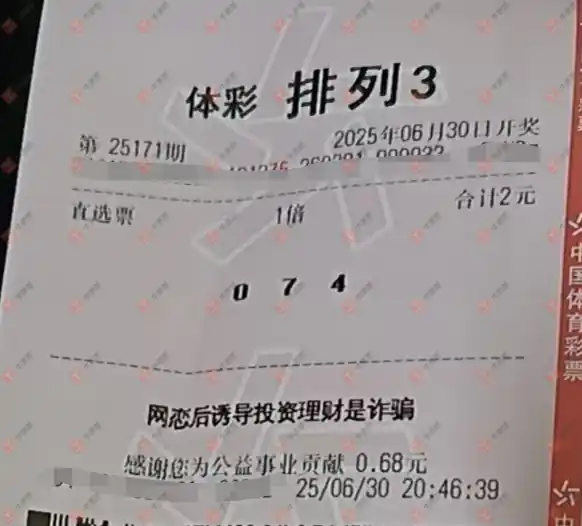 体彩 排列3
第 25171期
2025年06月30日开奖
直选票 1倍 合计2元
0 7 4
网恋后诱导投资理财是诈骗
感谢您为公益事业贡献 0.68元
25/06/30 20:46:39
中国体育彩票
中